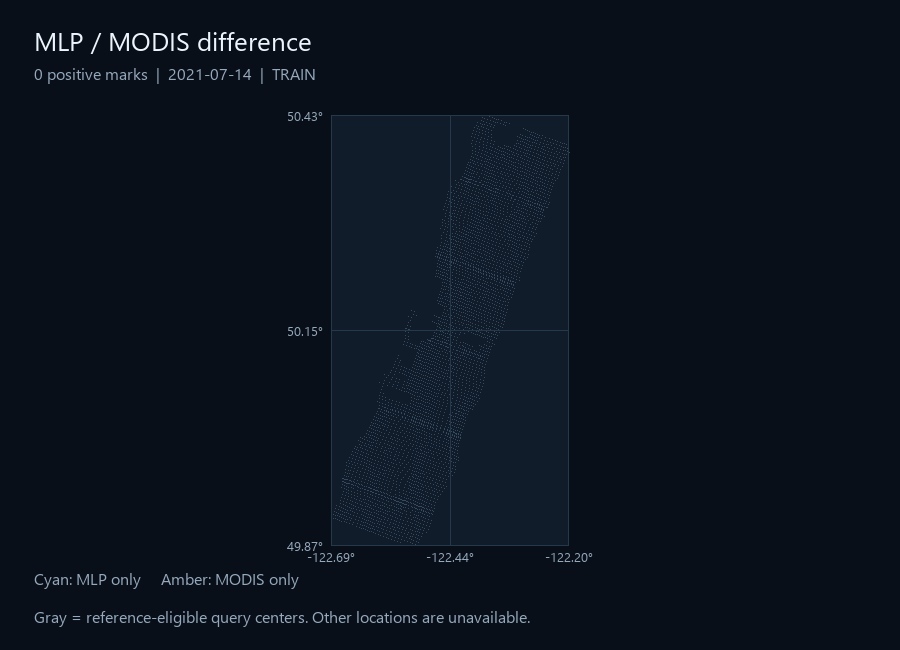 MLP / MODIS difference
0 positive marks | 2021-07-14 | TRAIN
50.43°
50.15°
49.87°
-122.69° -122.44° -122.20°
Cyan: MLP only Amber: MODIS only
Gray = reference-eligible query centers. Other locations are unavailable.